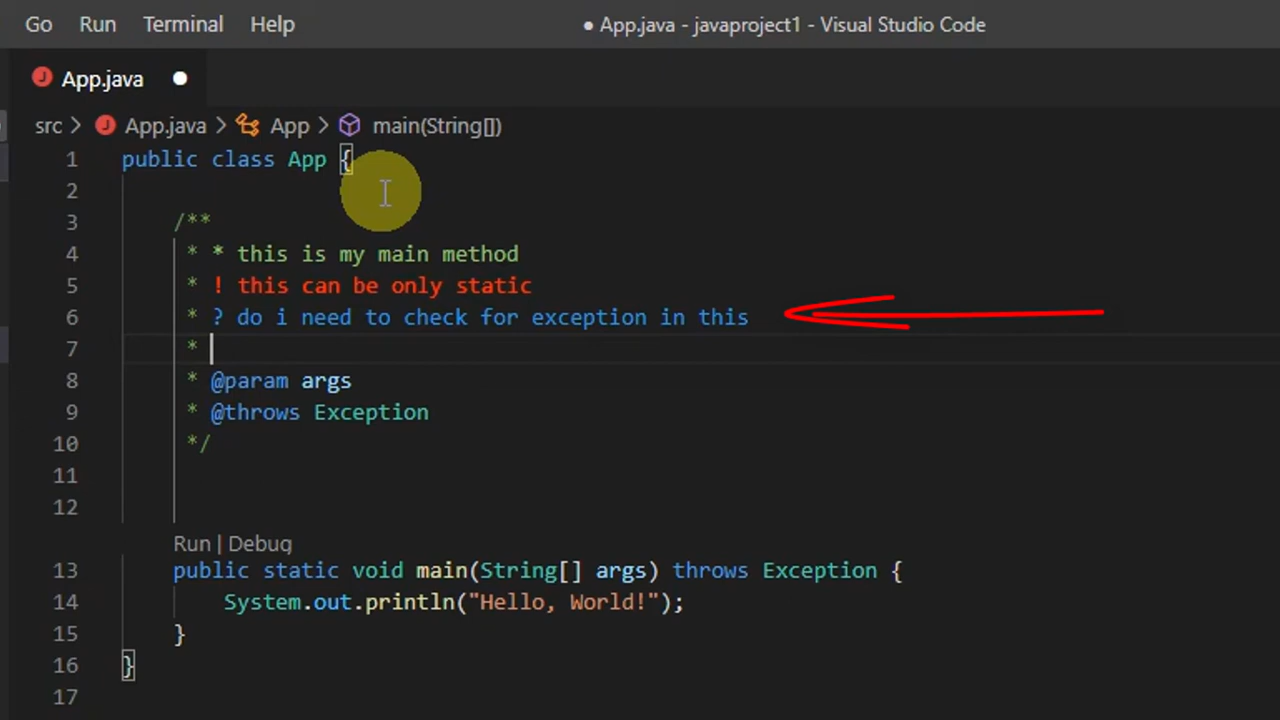 Go Run Terminal Help ● App.java - javaproject1 - Visual Studio Code
J App.java ●
src > J App.java > App > main(String[])
1 public class App {
2
3 /**
4 * * this is my main method
5 * ! this can be only static
6 * ? do i need to check for exception in this
7 *
8 * @param args
9 * @throws Exception
10 */
11
12
Run | Debug
13 public static void main(String[] args) throws Exception {
14 System.out.println("Hello, World!");
15 }
16 }
17